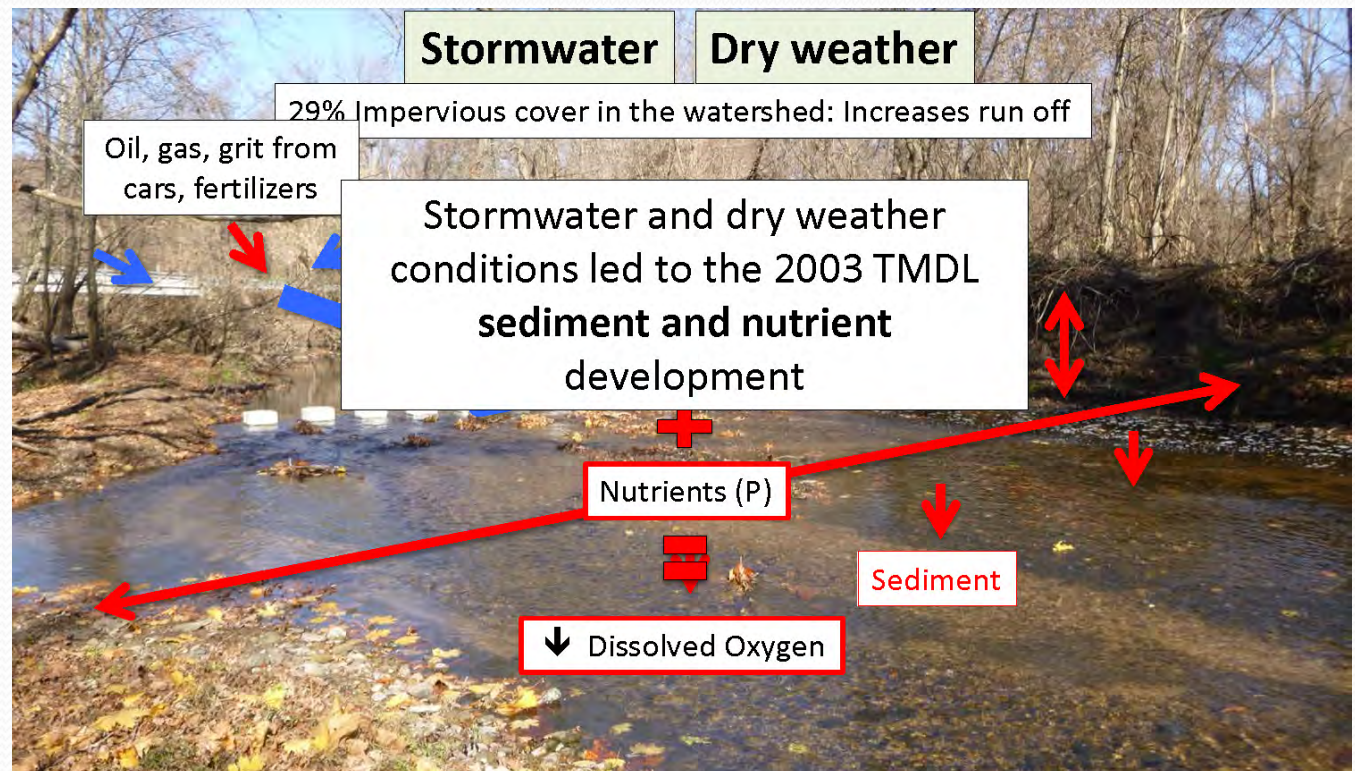 Stormwater
Dry weather
29% Impervious cover in the watershed: Increases run off
Oil, gas, grit from
cars, fertilizers
Stormwater and dry weather
conditions led to the 2003 TMDL
sediment and nutrient
development
Nutrients (P)
Sediment
Dissolved Oxygen